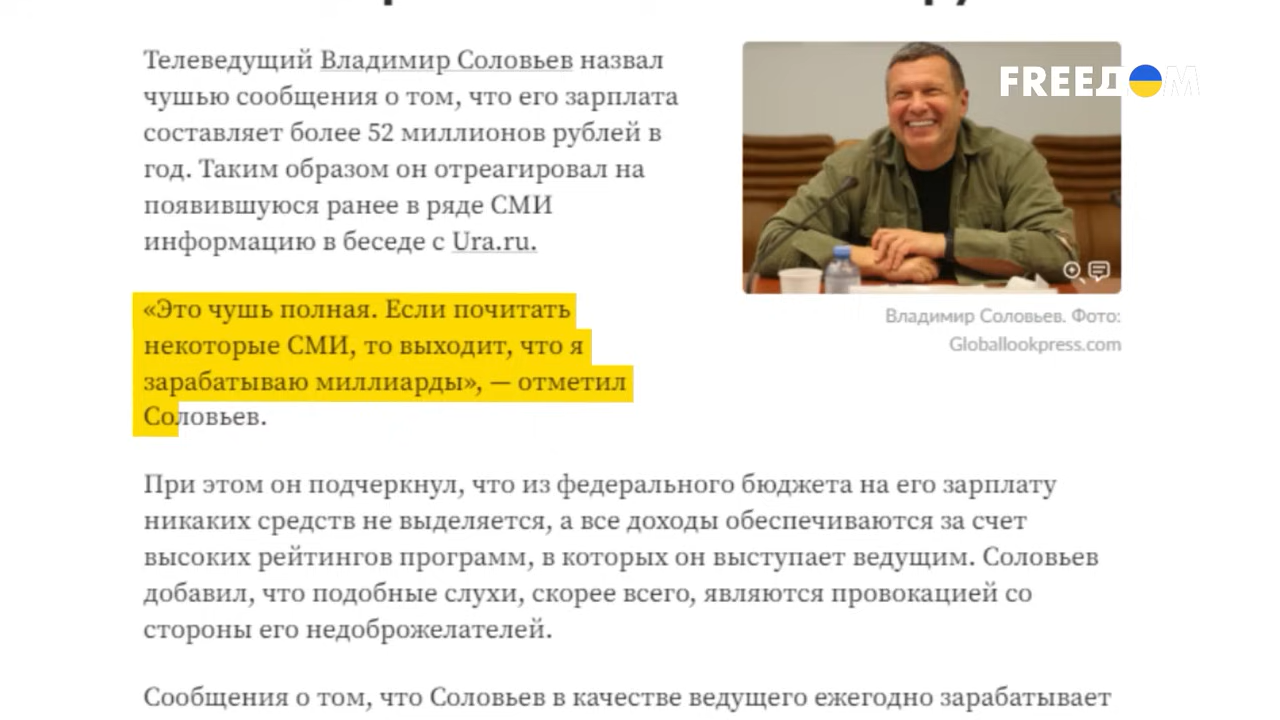 Телеведущий Владимир Соловьев назвал
чушью сообщения о том, что его зарплата
составляет более 52 миллионов рублей в
год. Таким образом он отреагировал на
появившуюся ранее в ряде СМИ
информацию в беседе с Ura.ru.
FREEДОМ
Владимир Соловьев. Фото:
Globallookpress.com
«Это чушь полная. Если почитать
некоторые СМИ, то выходит, что я
зарабатываю миллиарды», — отметил
Соловьев.
При этом он подчеркнул, что из федерального бюджета на его зарплату
никаких средств не выделяется, а все доходы обеспечиваются за счет
высоких рейтингов программ, в которых он выступает ведущим. Соловьев
добавил, что подобные слухи, скорее всего, являются провокацией со
стороны его недоброжелателей.
Сообщения о том, что Соловьев в качестве ведущего ежегодно зарабатывает